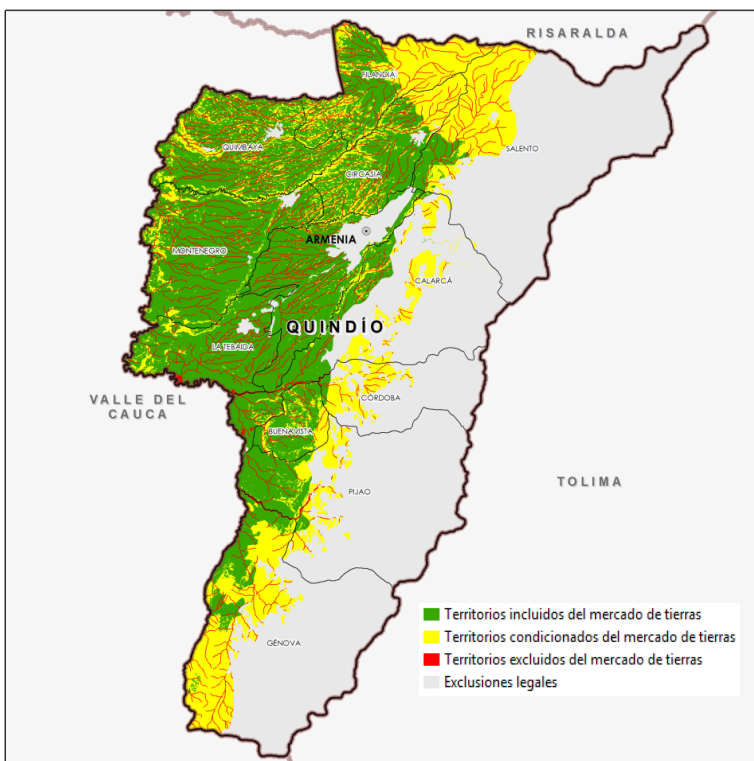 RISARALDA
FILANDIA
QUIMBAYA
SALENTO
CIRCASIA
ARMENIA
MONTENEGRO
CALARCÁ
QUINDÍO
LA TEBAIDA
VALLE DEL
CAUCA
CÓRDOBA
BUENAVISTA
TOLIMA
PIJAO
GÉNOVA
Territorios incluidos del mercado de tierras
Territorios condicionados del mercado de tierras
Territorios excluidos del mercado de tierras
Exclusiones legales